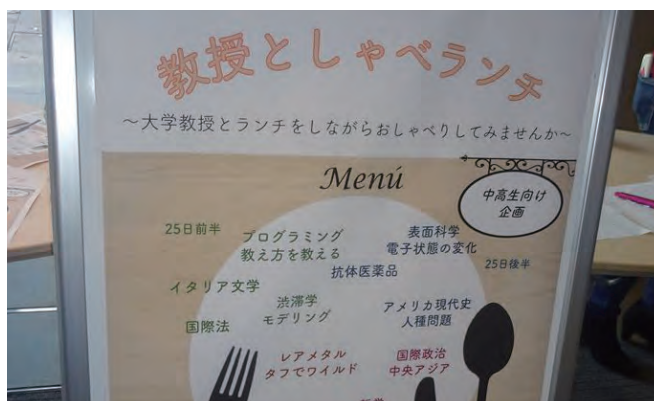 教授としゃべランチ
～大学教授とランチをしながらおしゃべりしてみませんか～
Menú
中高生向け
企画
25日前半
プログラミング
教え方を教える
表面科学
電子状態の変化
抗体医薬品
25日後半
イタリア文学
渋滞学
モデリング
国際法
アメリカ現代史
人種問題
レアメタル
タフでワイルド
国際政治
中央アジア